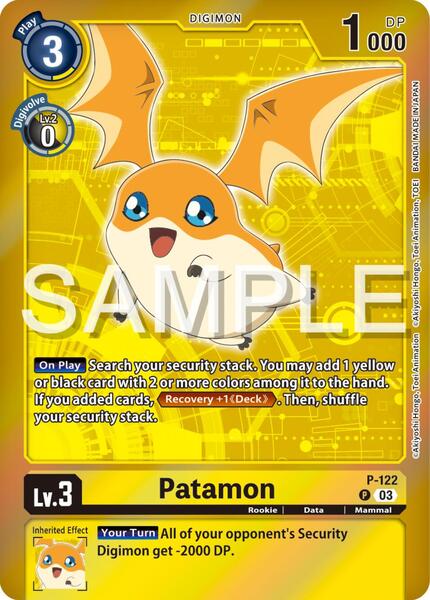 Play
3
DIGIMON
DP
1000
Digivolve
Lv.2
0
SAMPLE
On Play Search your security stack. You may add 1 yellow
or black card with 2 or more colors among it to the hand.
If you added cards, Recovery +1《Deck》. Then, shuffle
your security stack.
©Akiyoshi Hongo, Toei Animation ©Akiyoshi Hongo, Toei Animation, TOEI BANDAI MADE IN JAPAN
Lv.3
Patamon
P-122
P 03
Rookie | Data | Mammal
Inherited Effect
Your Turn All of your opponent's Security
Digimon get -2000 DP.